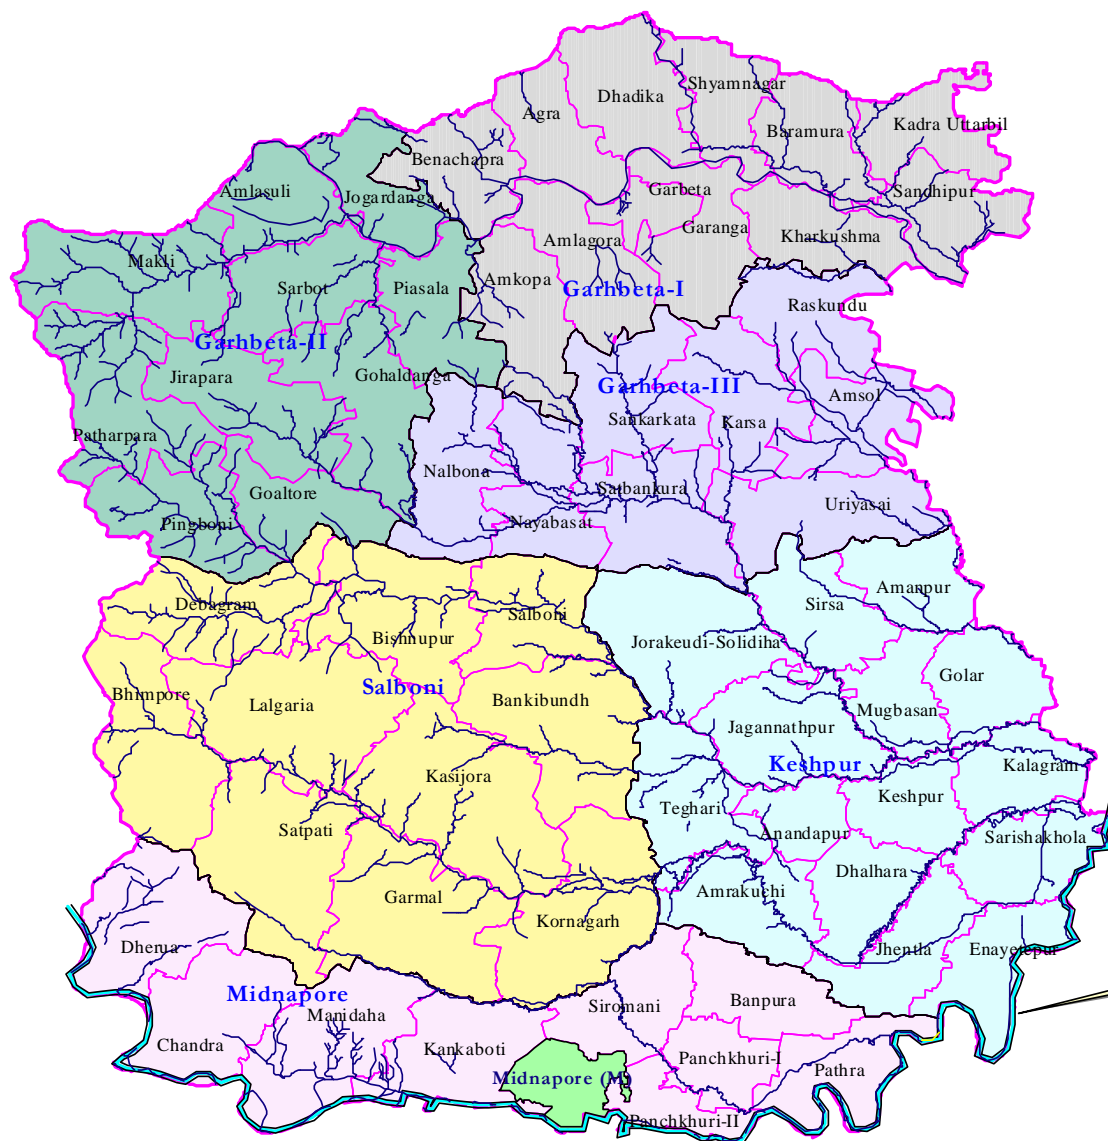 Dhadika
Shyamnagar
Agra
Baramura
Kadra Uttarbil
Benachapra
Amlasuli
Jogardanga
Garbeta
Sandhipur
Garanga
Kharkushma
Amlagora
Makli
Amkopa
Sarbot
Piasala
Garhbeta-I
Raskundu
Garhbeta-II
Jirapara
Gohaldanga
Garhbeta-III
Amsol
Sankarkata
Karsa
Patharpara
Nalbona
Satbankura
Goaltore
Uriyasai
Pingboni
Nayabasat
Amanpur
Debagram
Sirsa
Salboni
Bishnupur
Jorakeudi-Solidiha
Golar
Salboni
Bhimpore
Lalgaria
Bankibundh
Mugbasan
Jagannathpur
Keshpur
Kalagram
Kasijora
Keshpur
Teghari
Satpati
Anandapur
Sarishakhola
Dhalhara
Garmal
Amrakuchi
Kornagarh
Dherua
Jhentla
Enayetepur
Midnapore
Banpura
Siromani
Manidaha
Chandra
Kankaboti
Panchkhuri-I
Pathra
Midnapore (M)
Panchkhuri-II